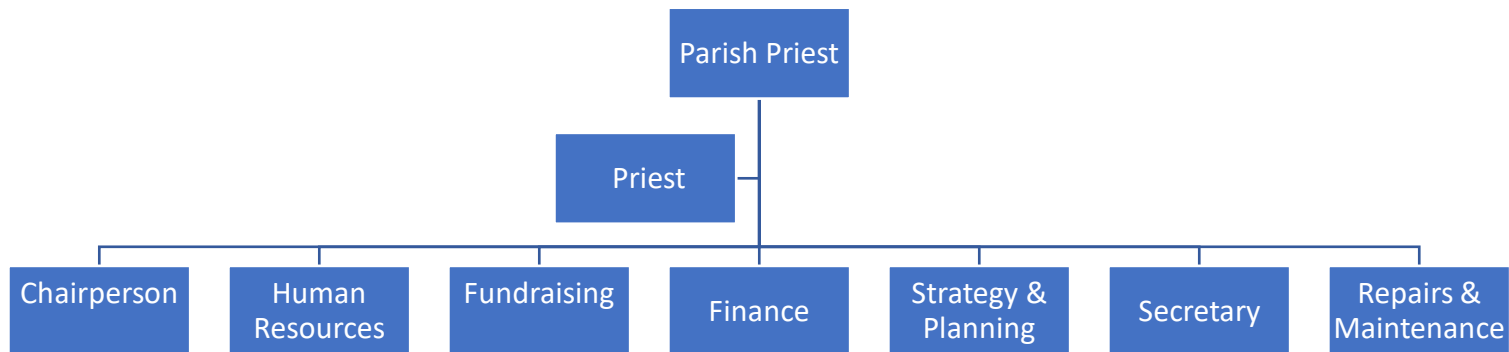 Parish Priest
Priest
Chairperson
Human
Resources
Fundraising
Finance
Strategy &
Planning
Secretary
Repairs &
Maintenance